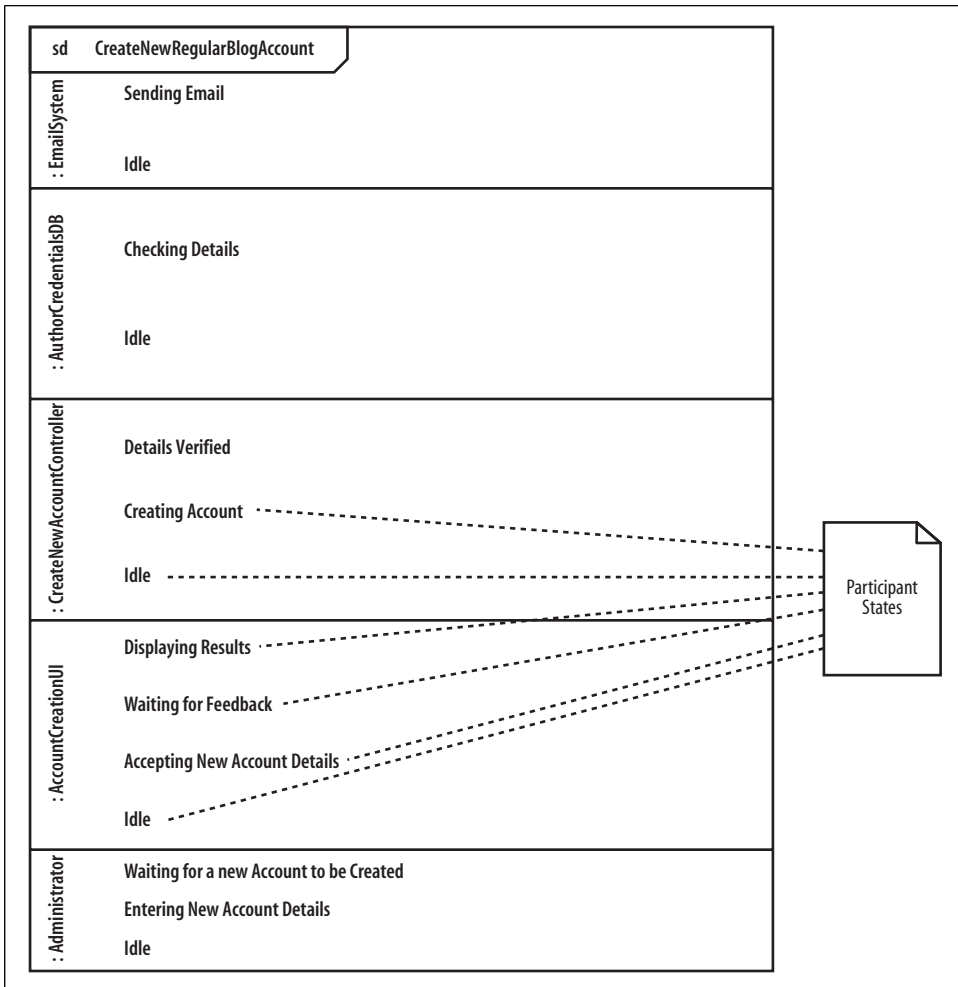 sd CreateNewRegularBlogAccount
: EmailSystem
Sending Email
Idle
: AuthorCredentialsDB
Checking Details
Idle
: CreateNewAccountController
Details Verified
Creating Account
Idle
: AccountCreationUI
Displaying Results
Waiting for Feedback
Accepting New Account Details
Idle
: Administrator
Waiting for a new Account to be Created
Entering New Account Details
Idle
Participant
States